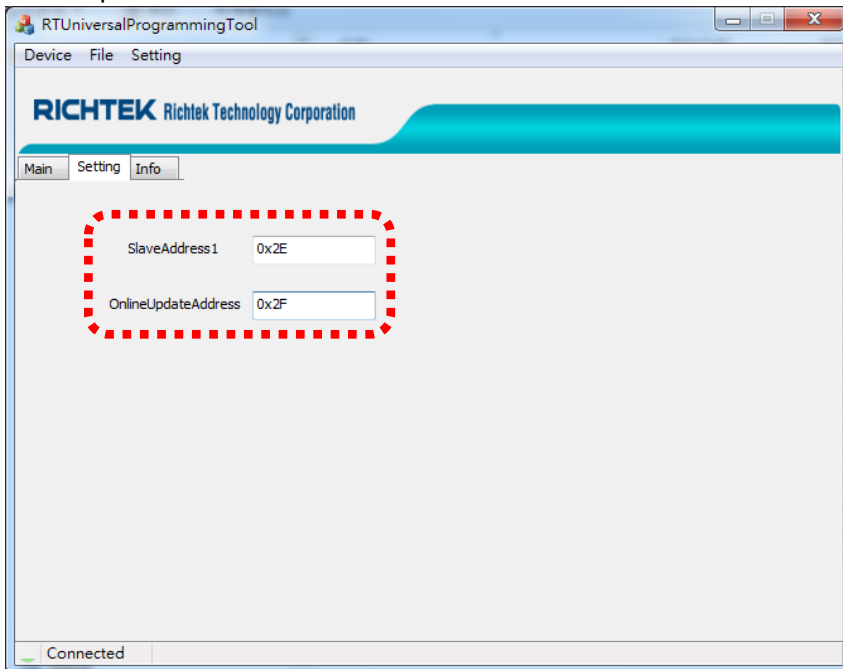 RTUniversalProgrammingTool
Device File Setting
RICHTEK Richtek Technology Corporation
Main Setting Info
SlaveAddress1 0x2E
OnlineUpdateAddress 0x2F
Connected